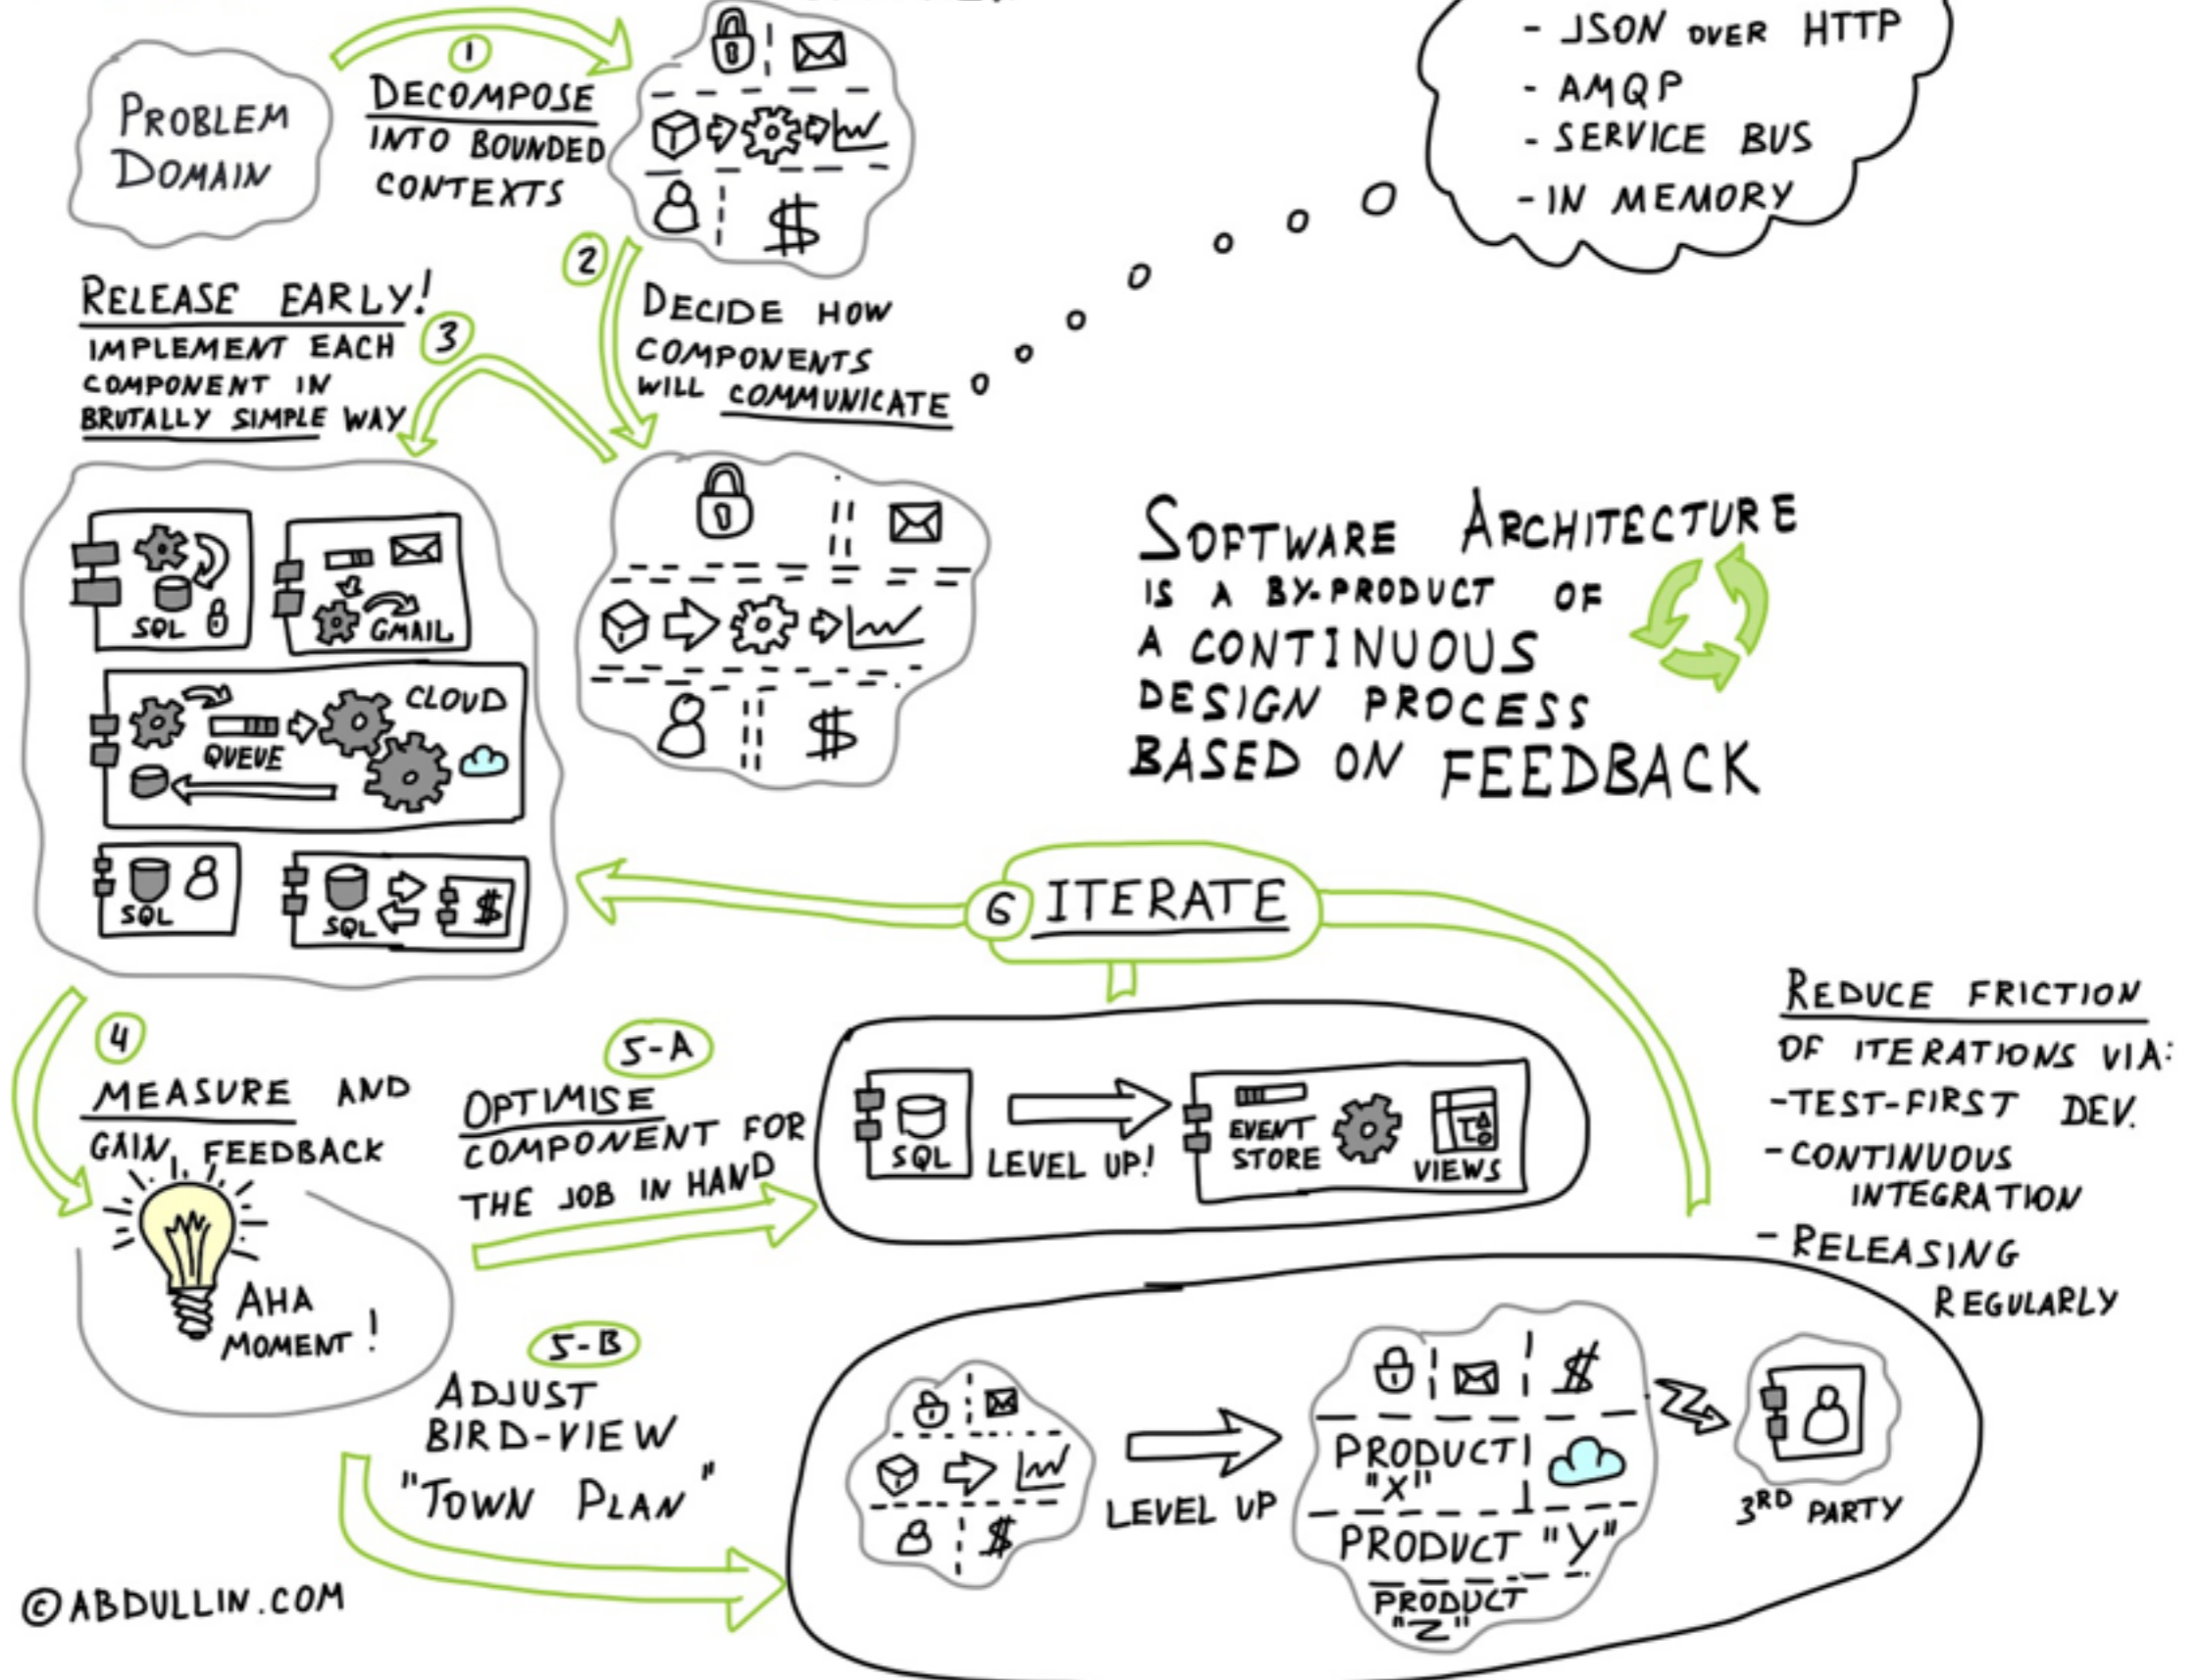 PROBLEM
DOMAIN
1
DECOMPOSE
INTO BOUNDED
CONTEXTS
$
- JSON OVER HTTP
- AMQP
- SERVICE BUS
- IN MEMORY
2
DECIDE HOW
COMPONENTS
WILL COMMUNICATE
RELEASE EARLY!
3
IMPLEMENT EACH
COMPONENT IN
BRUTALLY SIMPLE WAY
SQL
GMAIL
CLOUD
QUEUE
SQL
SQL
$
$
SOFTWARE ARCHITECTURE
IS A BY-PRODUCT OF
A CONTINUOUS
DESIGN PROCESS
BASED ON FEEDBACK
6 ITERATE
4
MEASURE AND
GAIN FEEDBACK
AHA
MOMENT!
5-A
OPTIMISE
COMPONENT FOR
THE JOB IN HAND
SQL
LEVEL UP!
EVENT
STORE
VIEWS
REDUCE FRICTION
OF ITERATIONS VIA:
-TEST-FIRST DEV.
-CONTINUOUS
INTEGRATION
- RELEASING
REGULARLY
5-B
ADJUST
BIRD-VIEW
"TOWN PLAN"
$
LEVEL UP
$
PRODUCT
"X"
PRODUCT "Y"
PRODUCT
"Z"
3RD PARTY
©ABDULLIN.COM